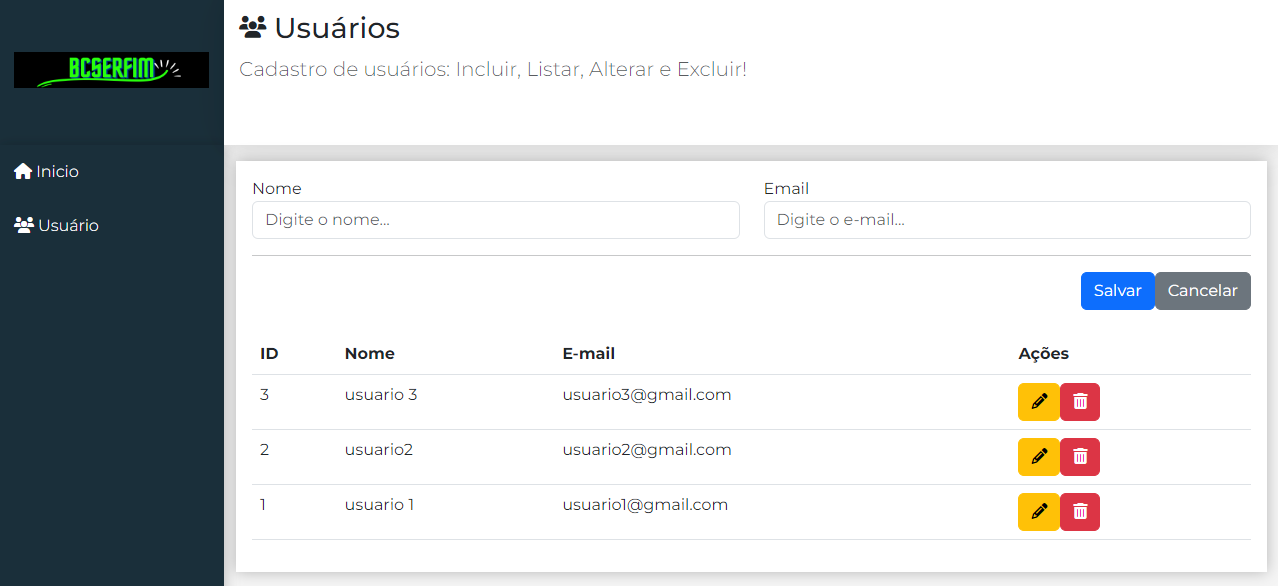 BCSERFIM
Usuários
Cadastro de usuários: Incluir, Listar, Alterar e Excluir!
Inicio
Usuário
Nome Email
Digite o nome... Digite o e-mail...
Salvar Cancelar
ID Nome E-mail Ações
3 usuario 3 usuario3@gmail.com
2 usuario2 usuario2@gmail.com
1 usuario 1 usuario1@gmail.com